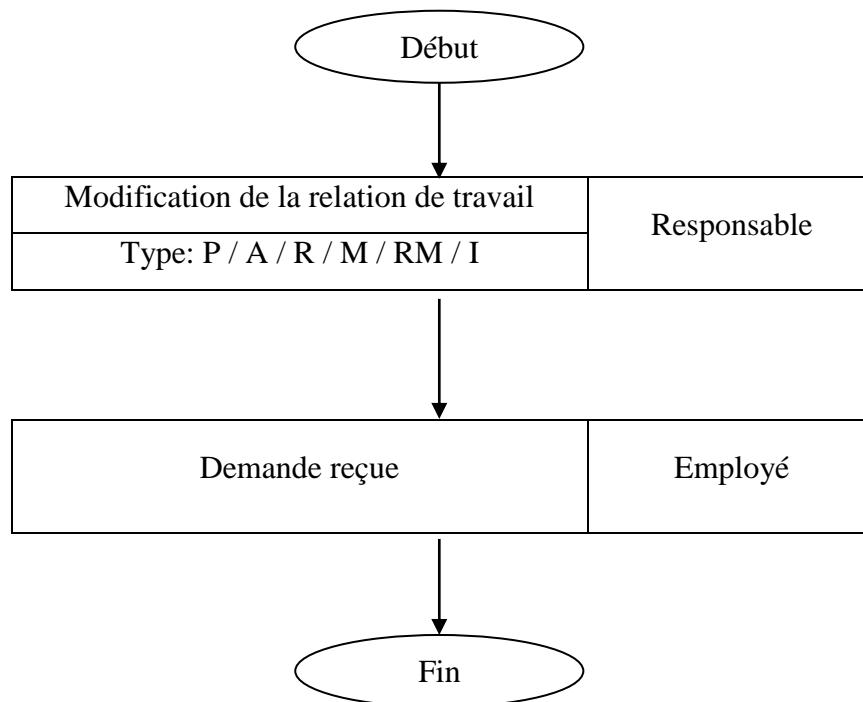 Début
Modification de la relation de travail
Responsable
Type: P / A / R / M / RM / I
Demande reçue
Employé
Fin